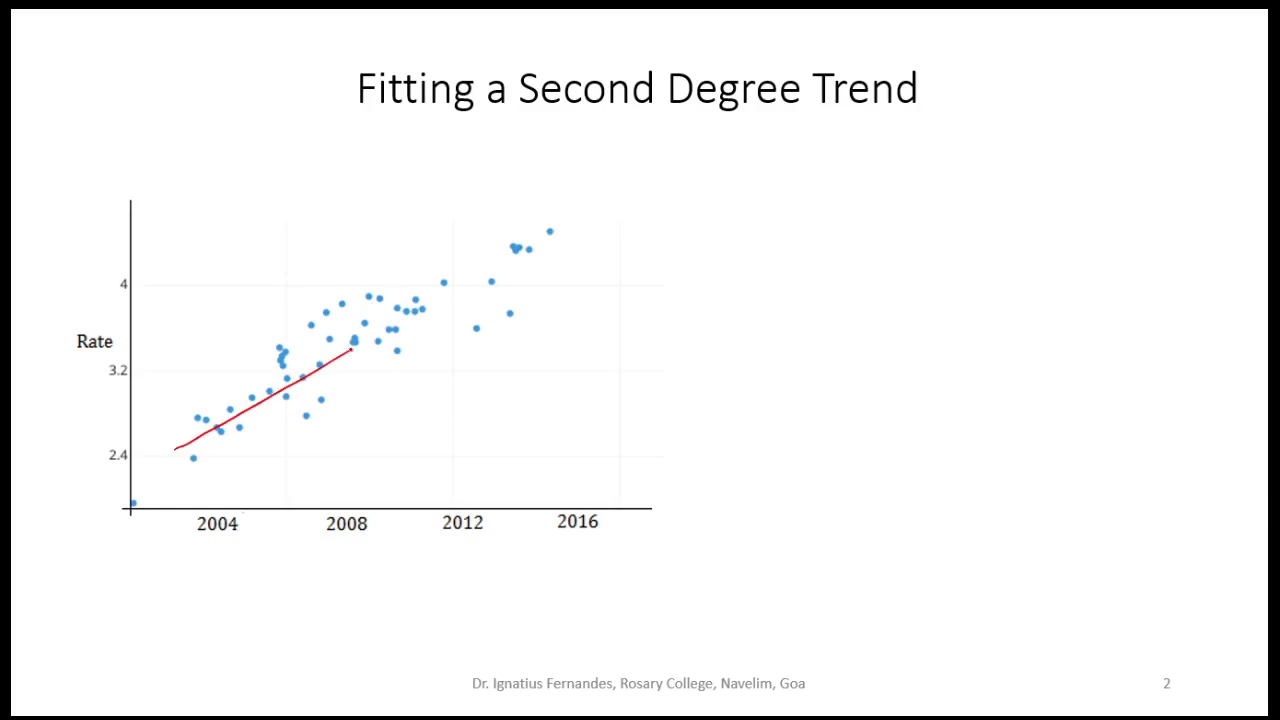 Fitting a Second Degree Trend
4
Rate
3.2
2.4
2004 2008 2012 2016
Dr. Ignatius Fernandes, Rosary College, Navelim, Goa 2